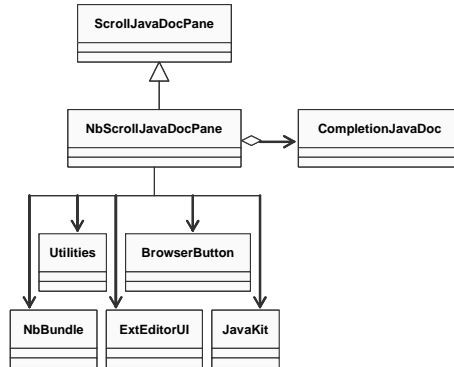 ScrollJavaDocPane
NbScrollJavaDocPane
CompletionJavaDoc
Utilities
BrowserButton
NbBundle
ExtEditorUI
JavaKit